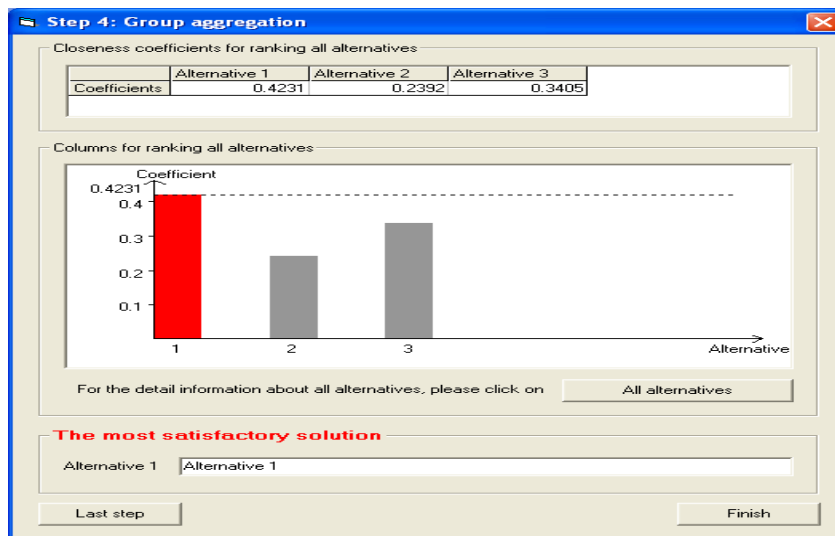 Step 4: Group aggregation
Closeness coefficients for ranking all alternatives
Alternative 1 Alternative 2 Alternative 3
Coefficients 0.4231 0.2392 0.3405
Columns for ranking all alternatives
Coefficient
0.4231
0.4
0.3
0.2
0.1
1 2 3 Alternative
For the detail information about all alternatives, please click on All alternatives
The most satisfactory solution
Alternative 1 Alternative 1
Last step Finish